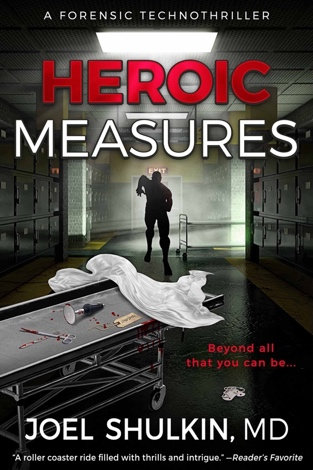 A FORENSIC TECHNOTHRILLER
HEROIC
MEASURES
EXIT
Beyond all
that you can be...
JOEL SHULKIN, MD
"A roller coaster ride filled with thrills and intrigue." —Reader's Favorite